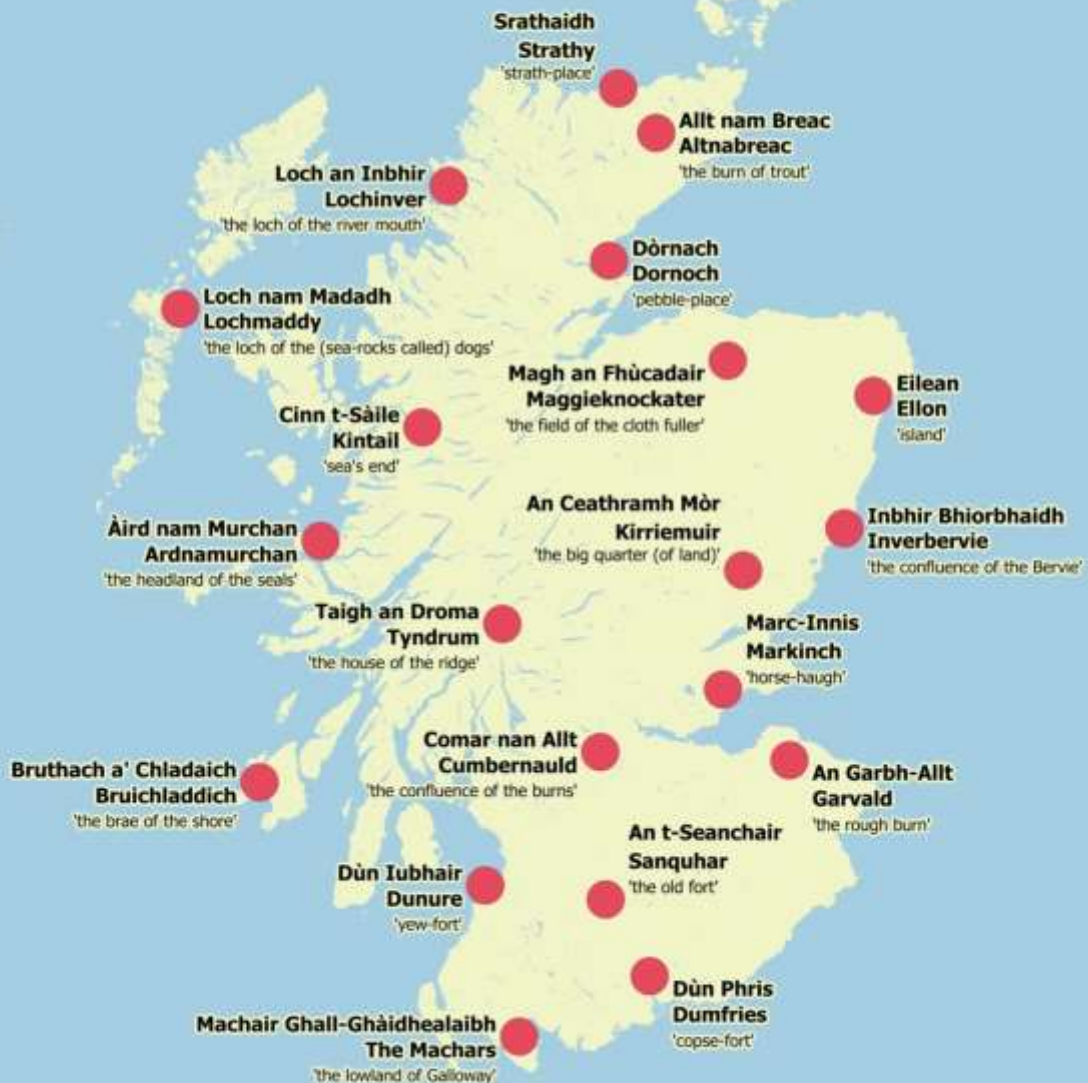 Srathaidh
Strathy
'strath-place'
Allt nam Breac
Altnabreac
'the burn of trout'
Loch an Inbhir
Lochinver
'the loch of the river mouth'
Dòrnach
Dornoch
'pebble-place'
Loch nam Madadh
Lochmaddy
'the loch of the (sea-rocks called) dogs'
Magh an Fhùcadair
Maggieknockater
'the field of the cloth fuller'
Eilean
Ellon
'island'
Cinn t-Sàile
Kintail
'sea's end'
An Ceathramh Mòr
Kirriemuir
'the big quarter (of land)'
Inbhir Bhiorbhaidh
Inverbervie
'the confluence of the Bervie'
Àird nam Murchan
Ardnamurchan
'the headland of the seals'
Taigh an Droma
Tyndrum
'the house of the ridge'
Marc-Innis
Markinch
'horse-haugh'
Comar nan Allt
Cumbernauld
'the confluence of the burns'
Bruthach a' Chladaich
Bruichladdich
'the brae of the shore'
An Garbh-Allt
Garvald
'the rough burn'
An t-Seanchair
Sanquhar
'the old fort'
Dùn Iubhair
Dunure
'yew-fort'
Dùn Phris
Dumfries
'copse-fort'
Machair Ghall-Ghàidhealaibh
The Machars
'the lowland of Galloway'